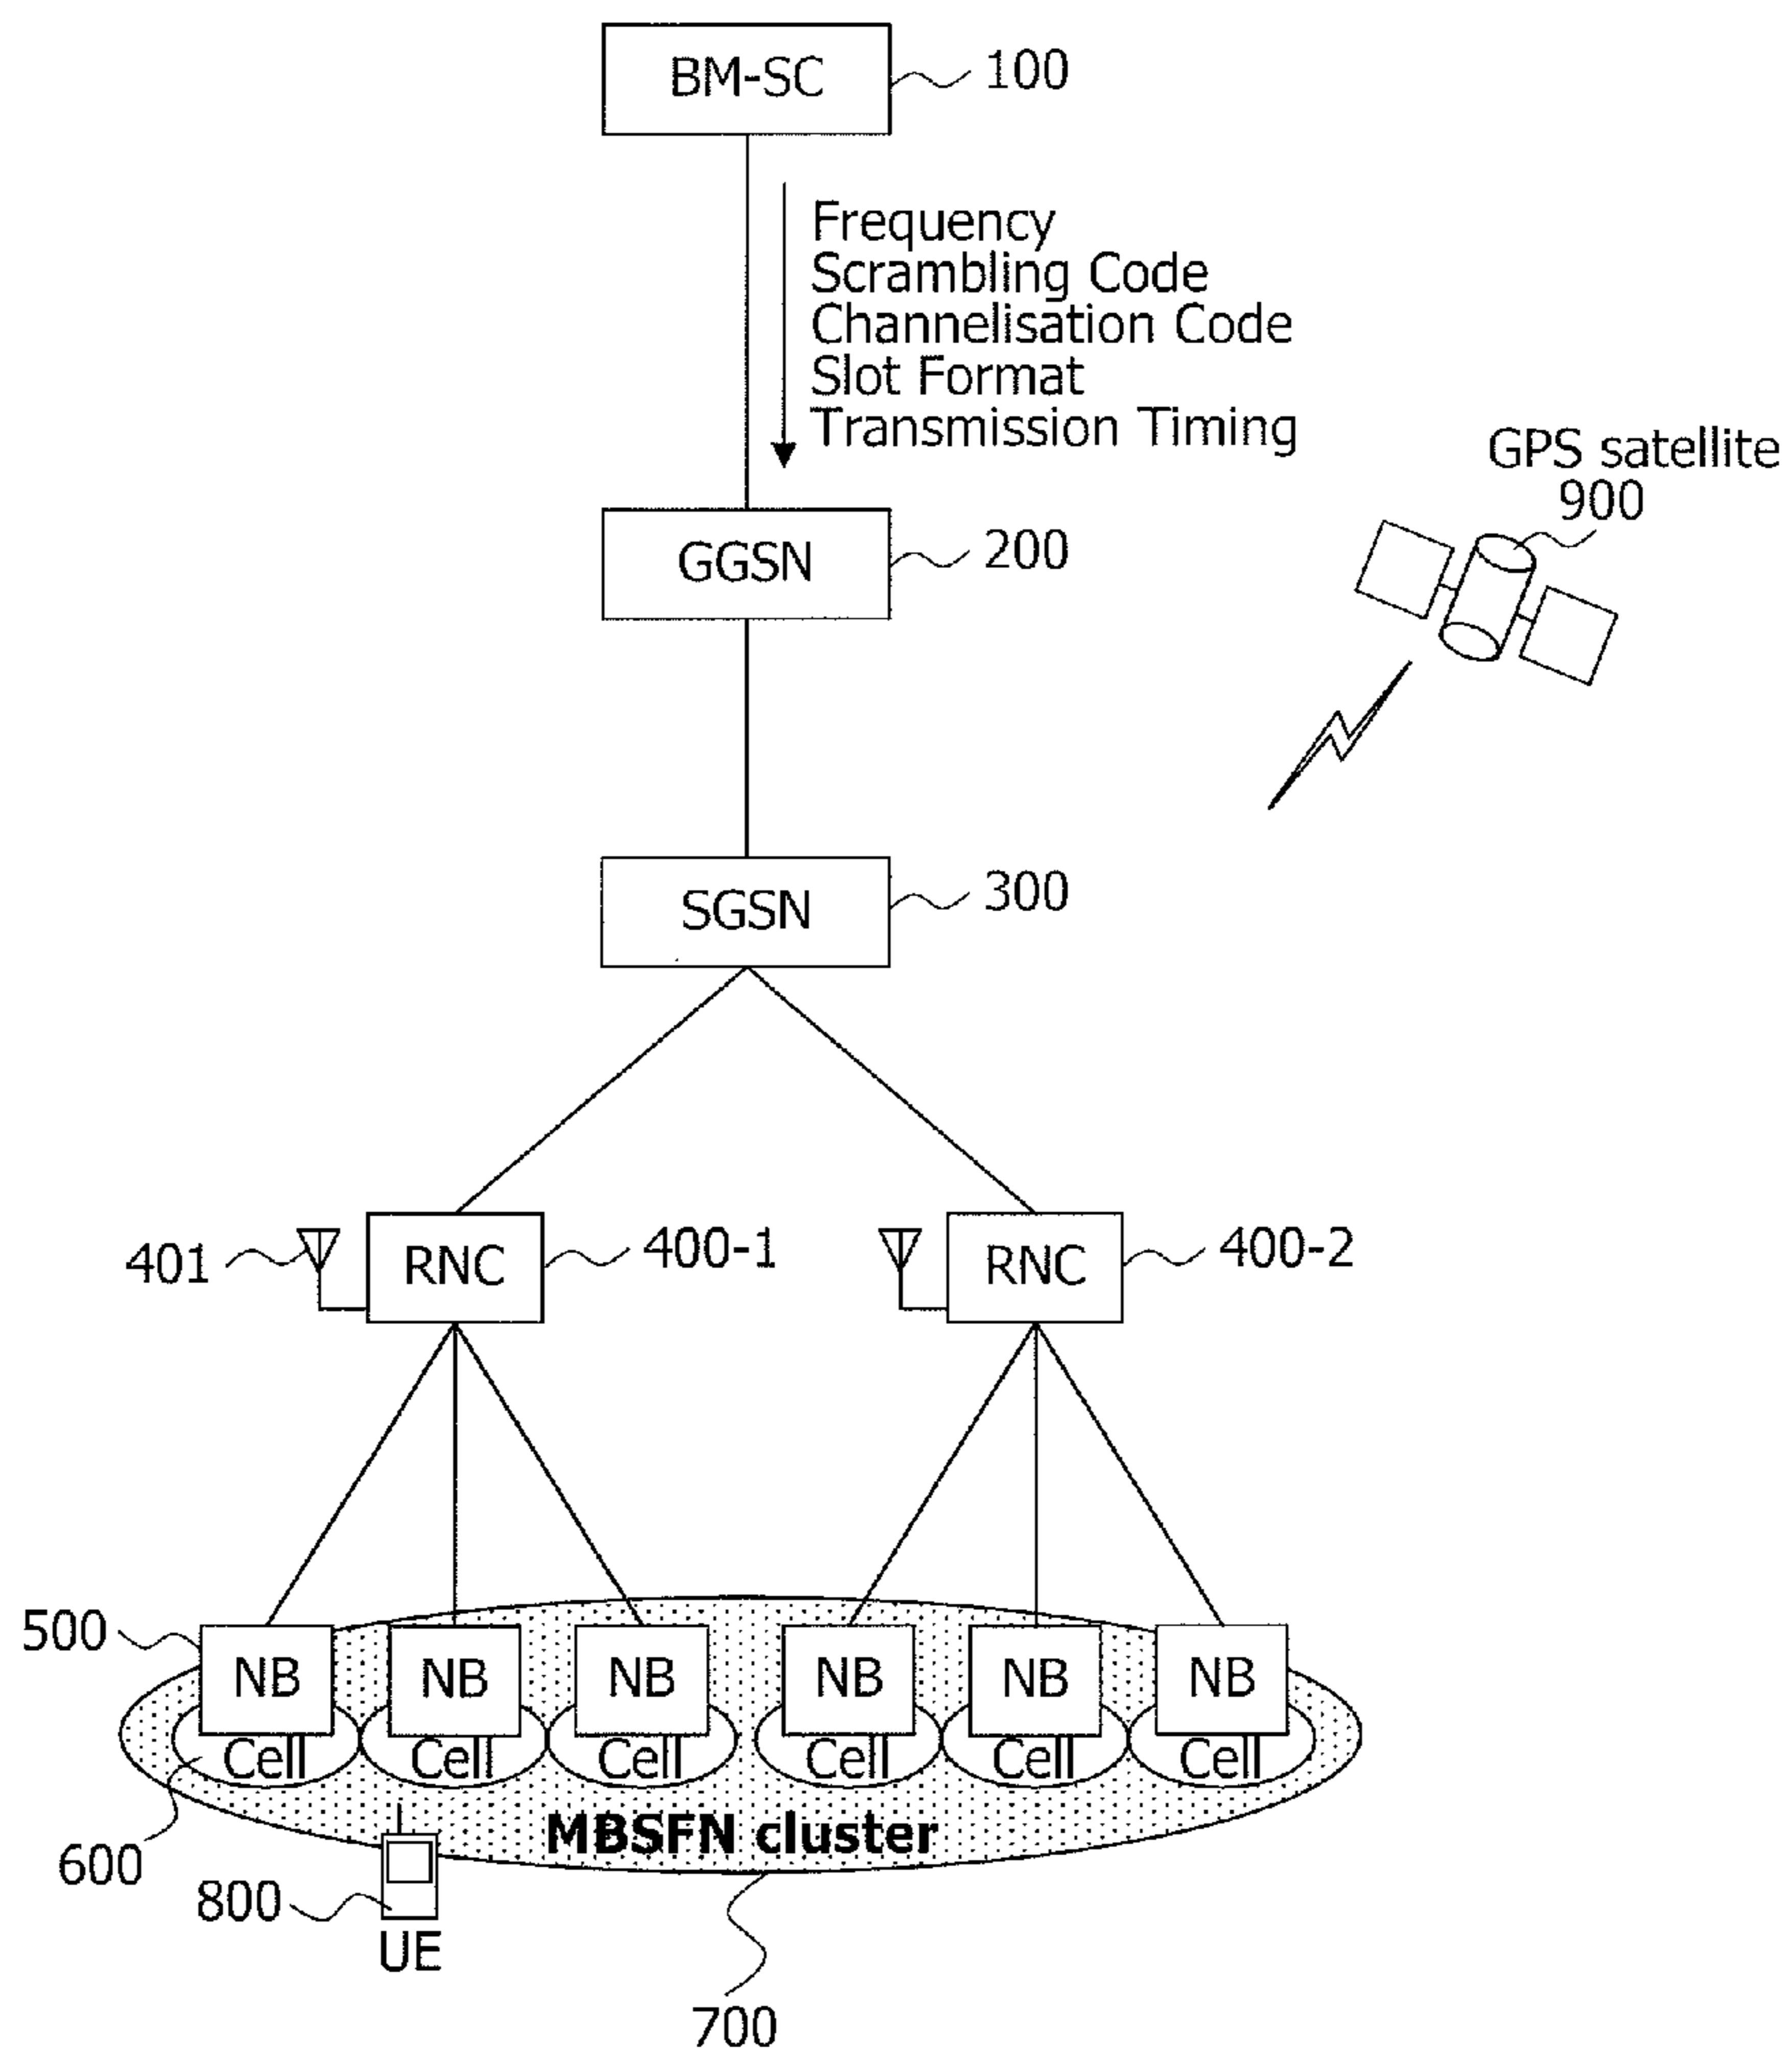 BM-SC
100
Frequency
Scrambling Code
Channelisation Code
Slot Format
Transmission Timing
GPS satellite
900
GGSN
200
SGSN
300
401
RNC
400-1
RNC
400-2
500
NB
NB
NB
NB
NB
NB
Cell
Cell
Cell
Cell
Cell
Cell
MBSFN cluster
600
800
UE
700